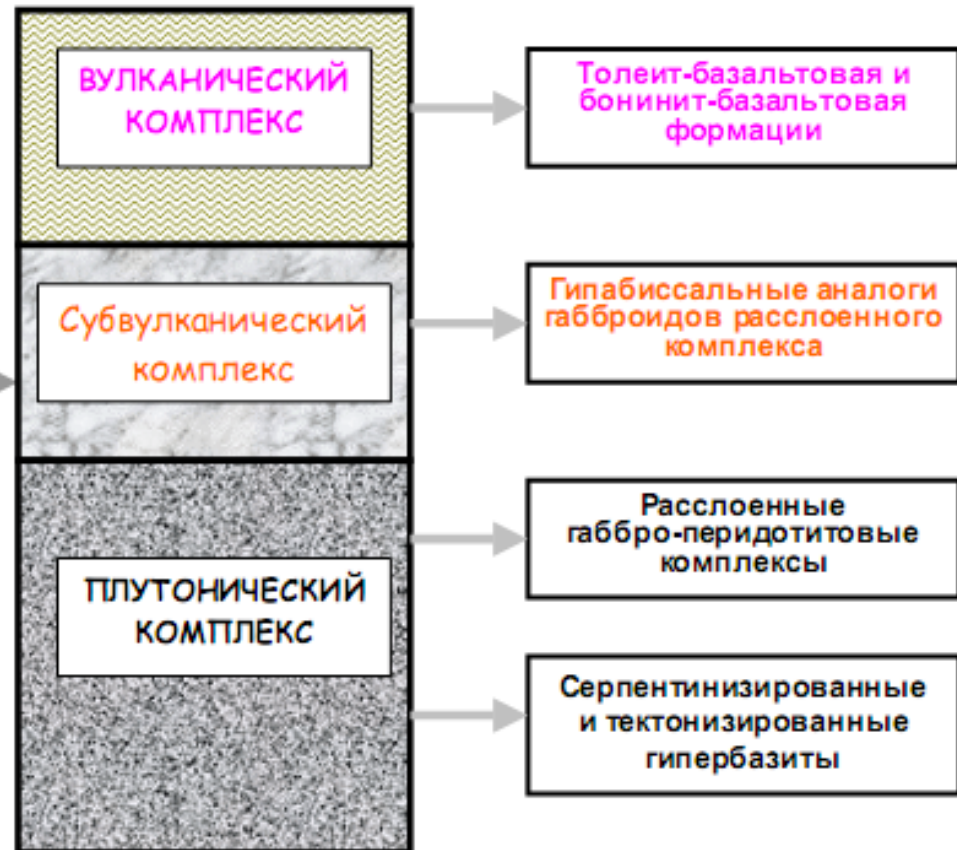 ВУЛКАНИЧЕСКИЙ
КОМПЛЕКС
Толеит-базальтовая и
бонинит-базальтовая
формации
Субвулканический
комплекс
Гипабиссальные аналоги
габброидов расслоенного
комплекса
ПЛУТОНИЧЕСКИЙ
КОМПЛЕКС
Расслоенные
габбро-перидотитовые
комплексы
Серпентинизированные
и тектонизированные
гипербазиты